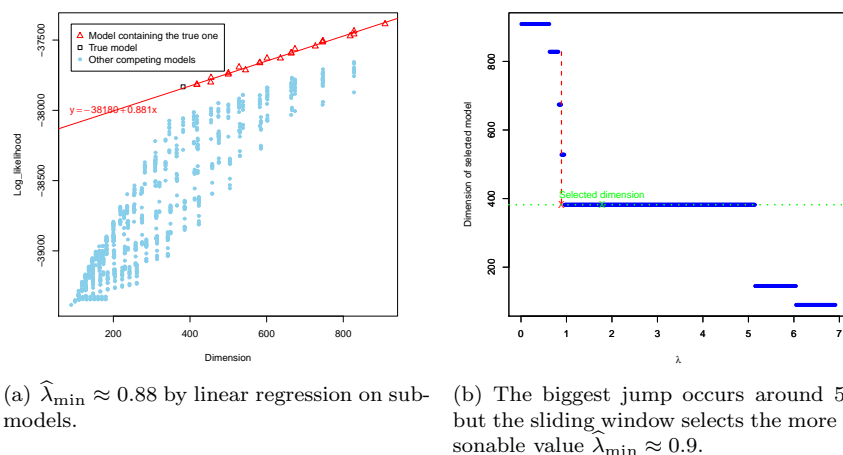 Model containing the true one
True model
Other competing models
y = −38180 + 0.881x
Log_likelihood
−37500
−38000
−38500
−39000
200 400 600 800
Dimension
(a) λ̂min ≈ 0.88 by linear regression on sub-
models.
Dimension of selected model
800
600
400
200
Selected dimension
0 1 2 3 4 5 6 7
λ
(b) The biggest jump occurs around 5
but the sliding window selects the more
sonable value λ̂min ≈ 0.9.